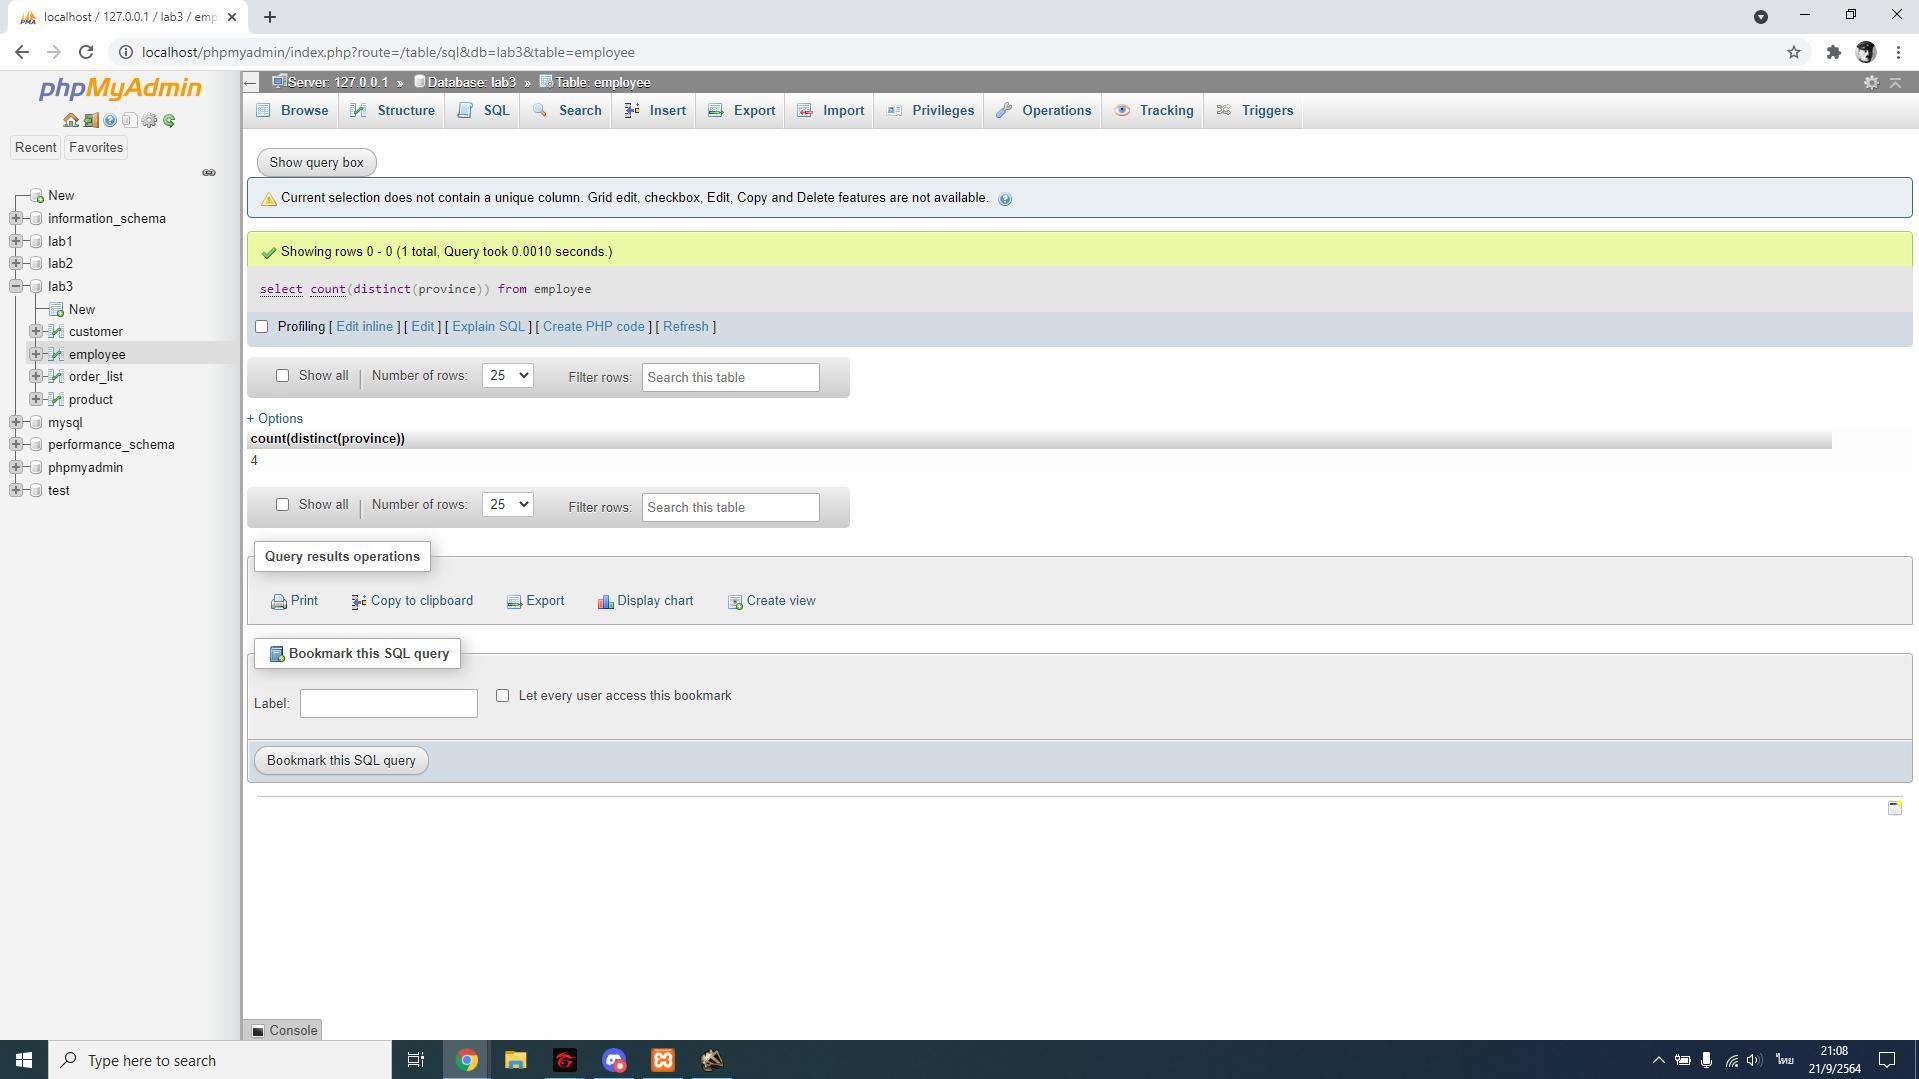 localhost / 127.0.0.1 / lab3 / emp
localhost/phpmyadmin/index.php?route=/table/sql&db=lab3&table=employee
phpMyAdmin
Recent
Favorites
New
information_schema
lab1
lab2
lab3
New
customer
employee
order_list
product
mysql
performance_schema
phpmyadmin
test
Server: 127.0.0.1 » Database: lab3 » Table: employee
Browse
Structure
SQL
Search
Insert
Export
Import
Privileges
Operations
Tracking
Triggers
Show query box
Current selection does not contain a unique column. Grid edit, checkbox, Edit, Copy and Delete features are not available.
Showing rows 0 - 0 (1 total, Query took 0.0010 seconds.)
select count(distinct(province)) from employee
Profiling [ Edit inline ] [ Edit ] [ Explain SQL ] [ Create PHP code ] [ Refresh ]
Show all | Number of rows: 25 Filter rows: Search this table
+ Options
count(distinct(province))
4
Show all | Number of rows: 25 Filter rows: Search this table
Query results operations
Print
Copy to clipboard
Export
Display chart
Create view
Bookmark this SQL query
Label:
Let every user access this bookmark
Bookmark this SQL query
Console
Type here to search
ไทย
21:08
21/9/2564